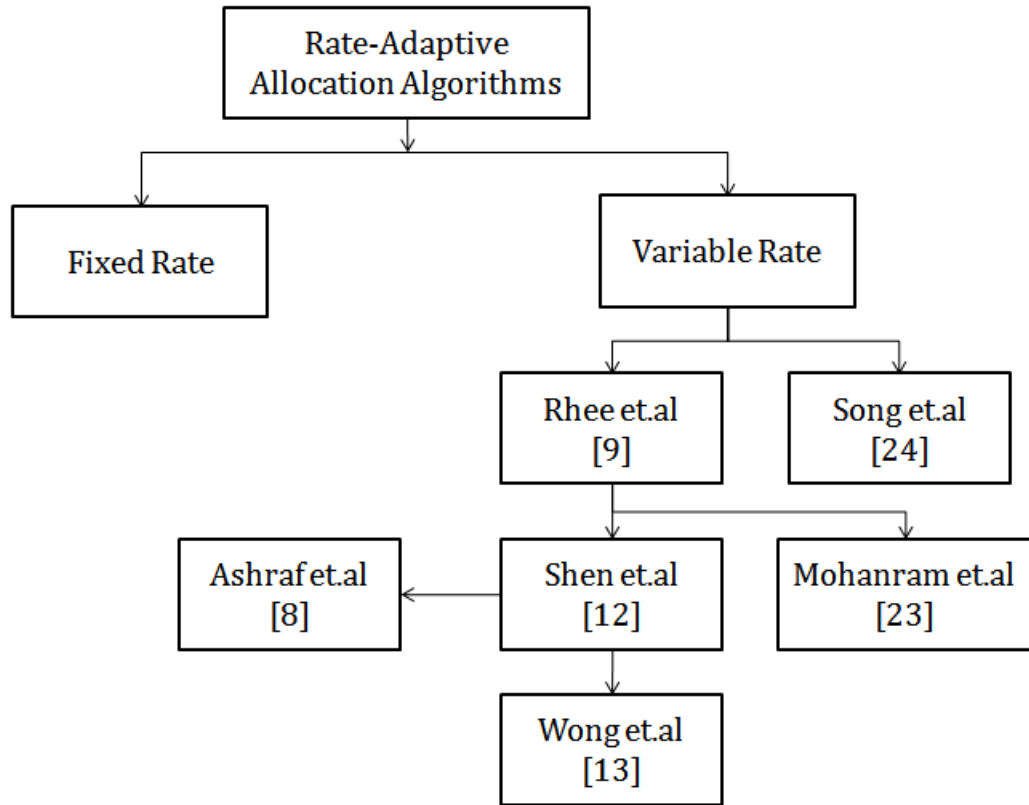 Rate-Adaptive
Allocation Algorithms
Fixed Rate
Variable Rate
Rhee et.al
[9]
Song et.al
[24]
Ashraf et.al
[8]
Shen et.al
[12]
Mohanram et.al
[23]
Wong et.al
[13]